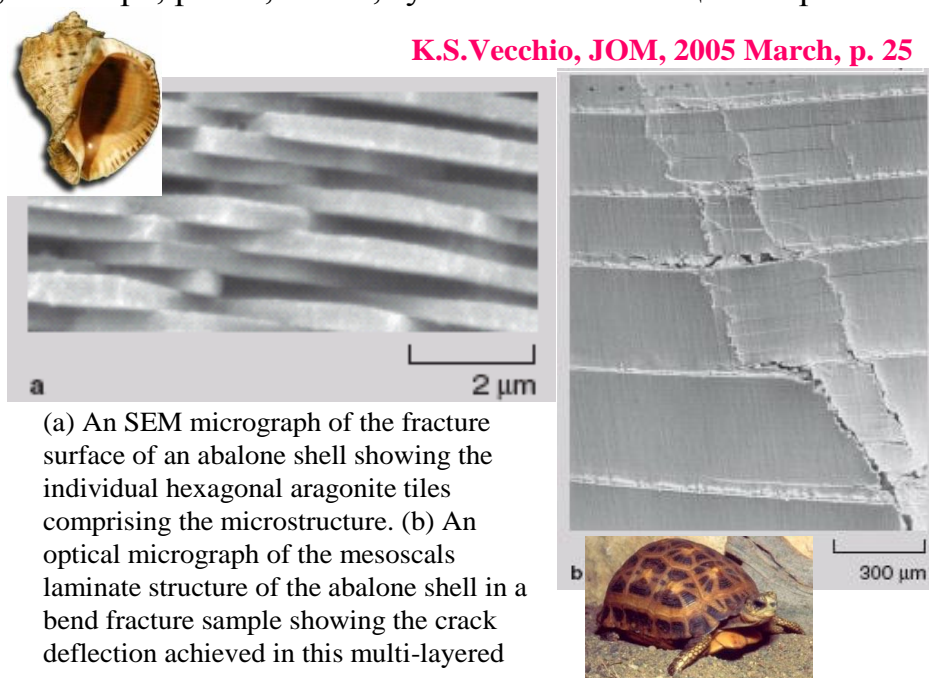 K.S.Vecchio, JOM, 2005 March, p. 25
a
2 μm
(a) An SEM micrograph of the fracture
surface of an abalone shell showing the
individual hexagonal aragonite tiles
comprising the microstructure. (b) An
optical micrograph of the mesoscals
laminate structure of the abalone shell in a
bend fracture sample showing the crack
deflection achieved in this multi-layered
b
300 μm